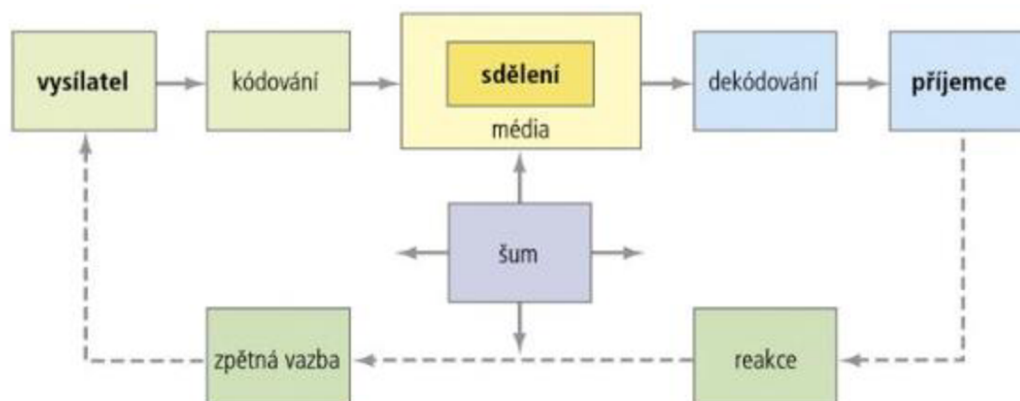 vysílatel
kódování
sdělení
média
dekódování
příjemce
šum
zpětná vazba
reakce